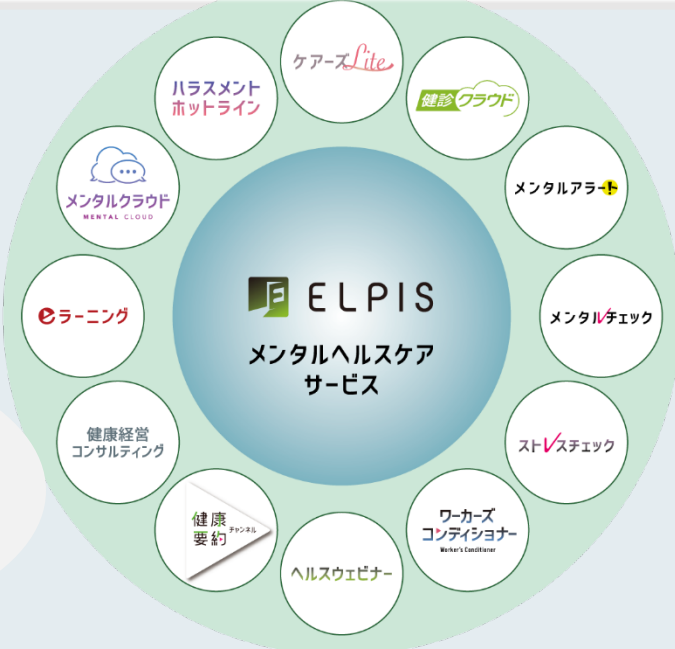 ケアーズLite
健診クラウド
メンタルアラート!
メンタルチェック
ストレスチェック
ワーカーズ
コンディショナー
Worker's Conditioner
ヘルスウェビナー
健康
要約
チャンネル
健康経営
コンサルティング
eラーニング
メンタルクラウド
MENTAL CLOUD
ハラスメント
ホットライン
ELPIS
メンタルヘルスケア
サービス